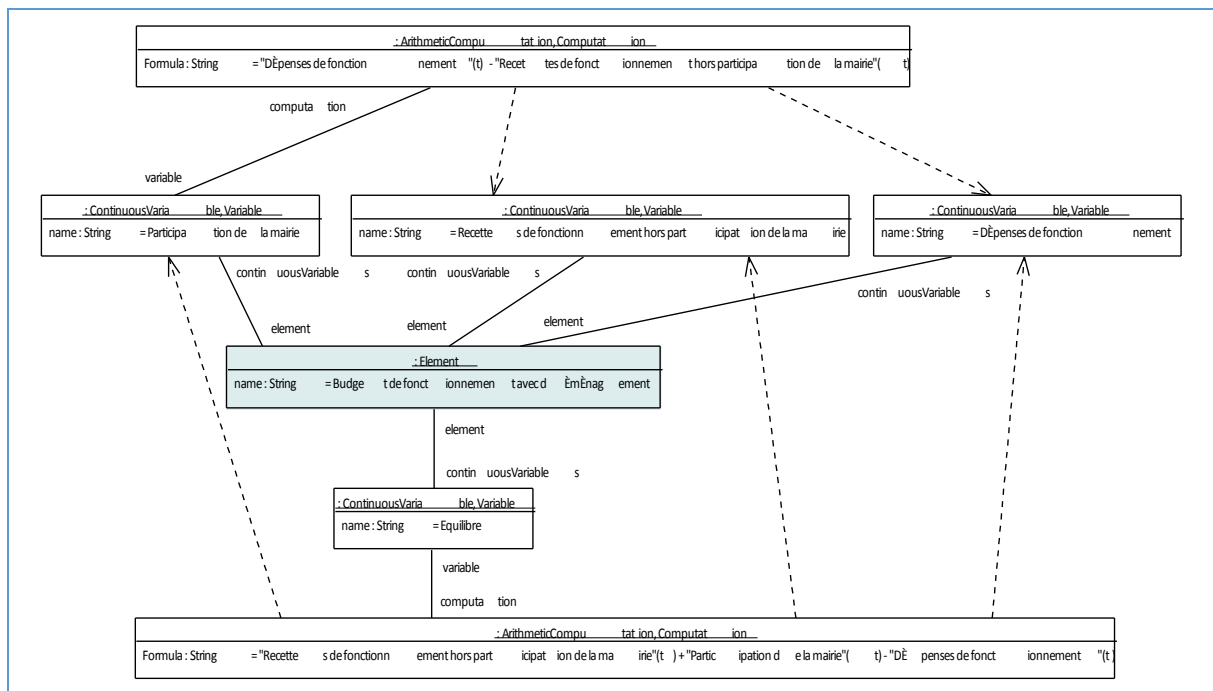 : ArithmeticCompu tat ion, Computat ion
Formula : String = "DÈpenses de fonction nement "(t) - "Recet tes de fonct ionnemen t hors participa tion de la mairie"( t)
computa tion
variable
: ContinuousVaria ble, Variable
name : String = Participa tion de la mairie
: ContinuousVaria ble, Variable
name : String = Recette s de fonctionn ement hors part icipat ion de la ma irie
: ContinuousVaria ble, Variable
name : String = DÈpenses de fonction nement
contin uousVariable s
contin uousVariable s
contin uousVariable s
element
element
element
: Element
name : String = Budge t de fonct ionnemen t avec d ÈmÈnag ement
element
contin uousVariable s
: ContinuousVaria ble, Variable
name : String = Equilibre
variable
computa tion
: ArithmeticCompu tat ion, Computat ion
Formula : String = "Recette s de fonctionn ement hors part icipat ion de la ma irie"(t ) + "Partic ipation d e la mairie"( t) - "DÈ penses de fonct ionnement "(t )